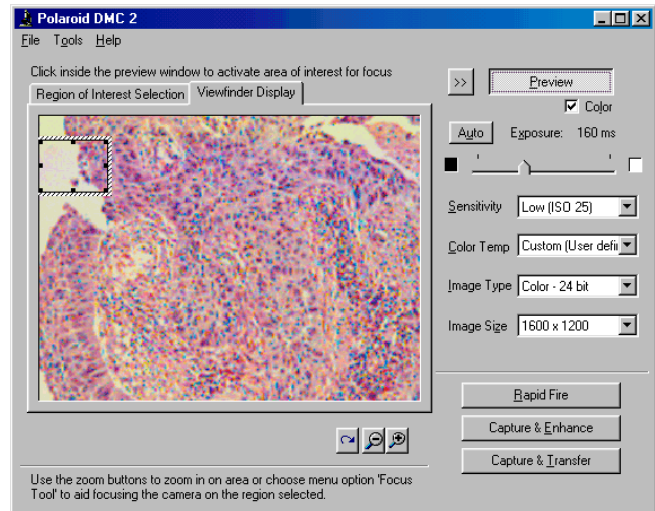 Polaroid DMC 2
File Tools Help
Click inside the preview window to activate area of interest for focus
Region of Interest Selection Viewfinder Display
>> Preview
Color
Auto Exposure: 160 ms
Sensitivity Low (ISO 25)
Color Temp Custom (User defin
Image Type Color - 24 bit
Image Size 1600 x 1200
Rapid Fire
Capture & Enhance
Capture & Transfer
Use the zoom buttons to zoom in on area or choose menu option 'Focus
Tool' to aid focusing the camera on the region selected.